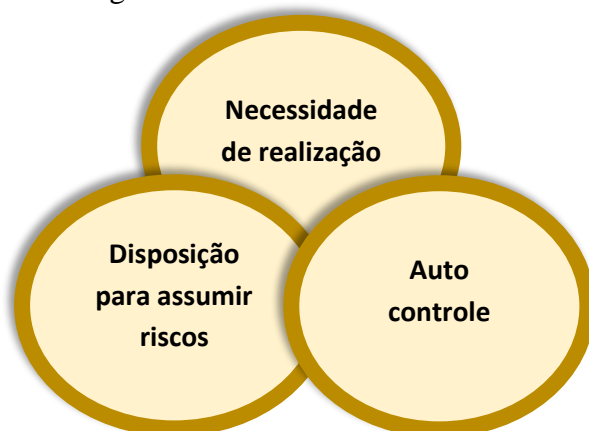 Necessidade
de realização
Disposição
para assumir
riscos
Auto
controle